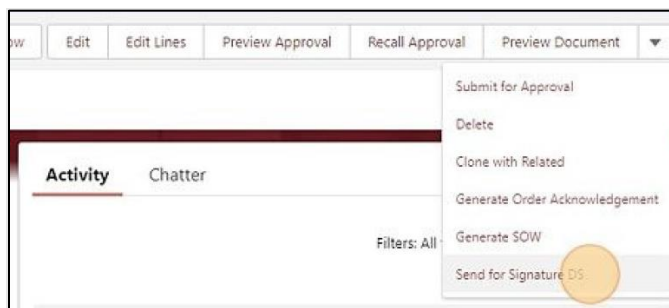 ow Edit Edit Lines Preview Approval Recall Approval Preview Document
Submit for Approval
Delete
Clone with Related
Activity Chatter
Generate Order Acknowledgement
Filters: All
Generate SOW
Send for Signature DS